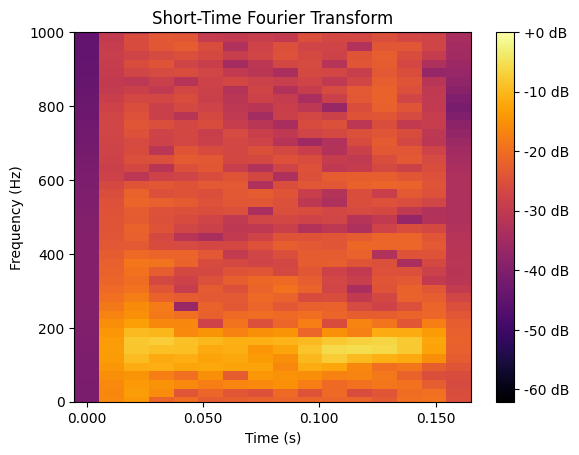 Short-Time Fourier Transform
Frequency (Hz)
1000
800
600
400
200
0
0.000
0.050
0.100
0.150
Time (s)
+0 dB
-10 dB
-20 dB
-30 dB
-40 dB
-50 dB
-60 dB